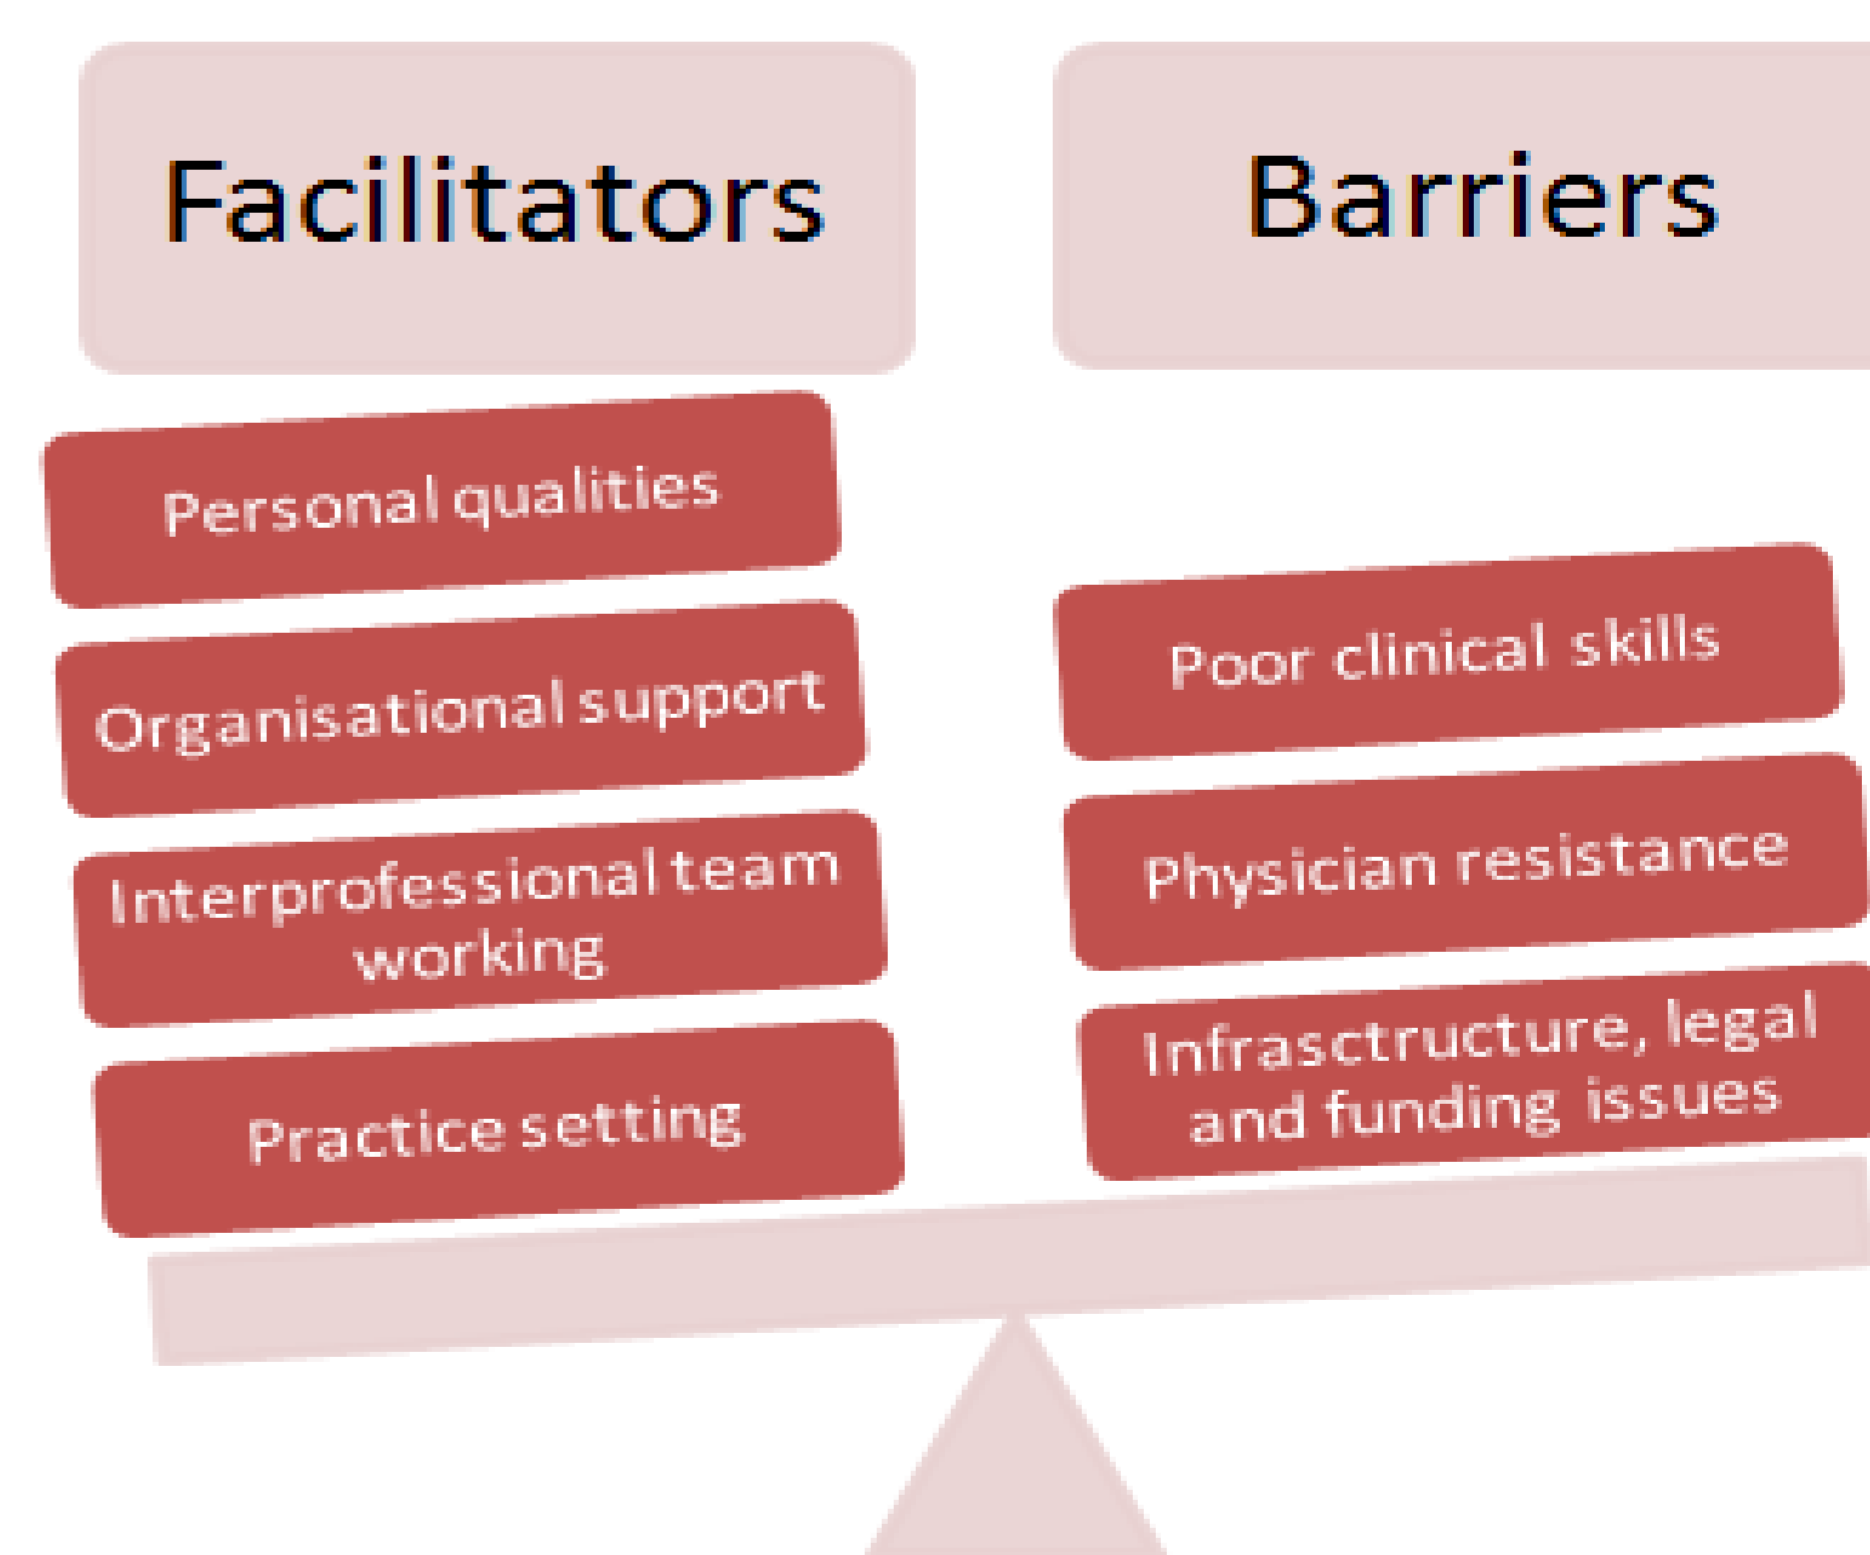 Facilitators
Personal qualities
Organisational support
Interprofessional team
working
Practice setting
Barriers
Poor clinical skills
Physician resistance
Infrasctructure, legal
and funding issues